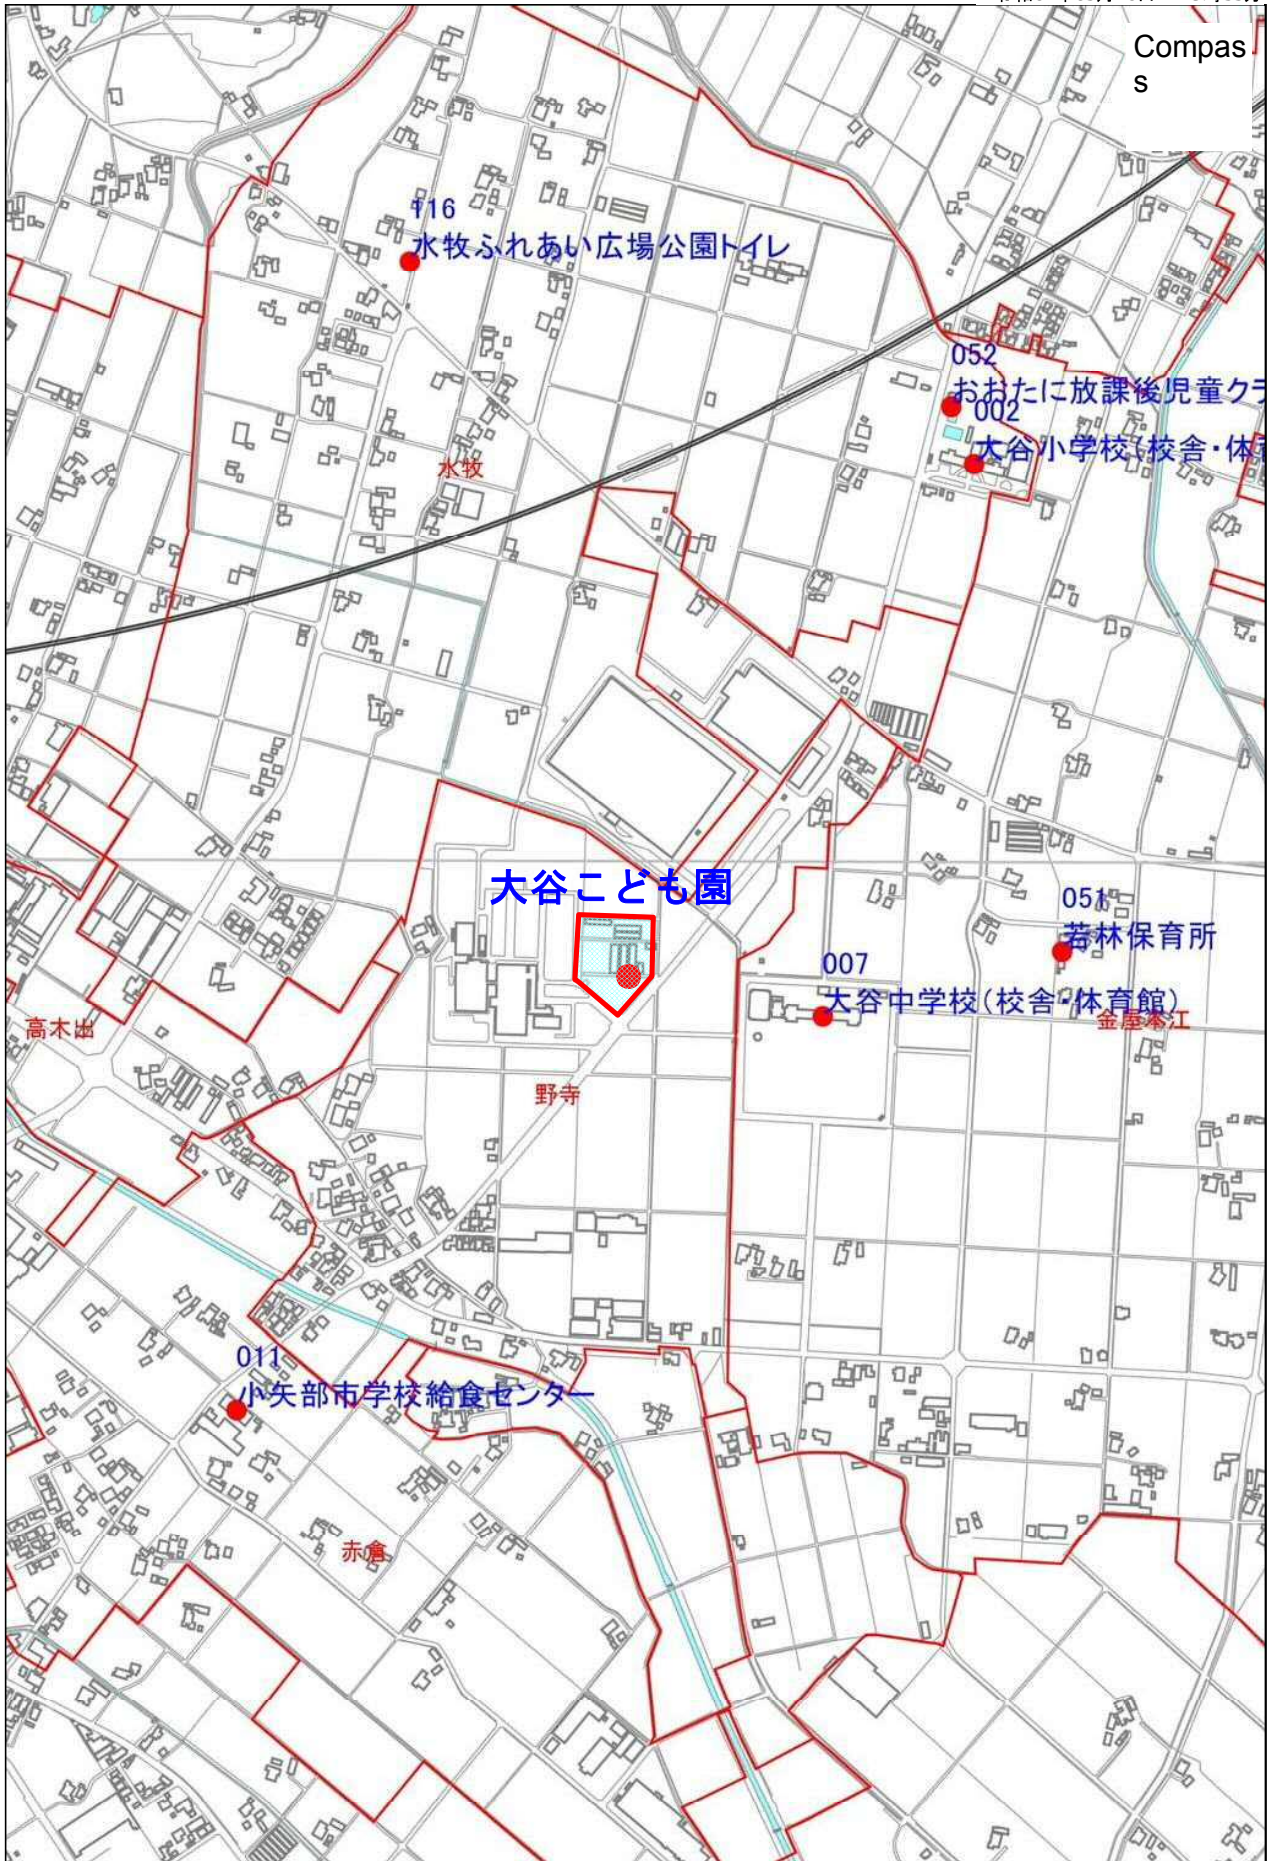 Compas
s
116
水牧ふれあい広場公園トイレ
052
おおたに放課後児童クラ
002
大谷小学校(校舎・体育
水牧
大谷こども園
051
若林保育所
007
大谷中学校(校舎・体育館)
金屋本江
高木出
野寺
011
小矢部市学校給食センター
赤倉